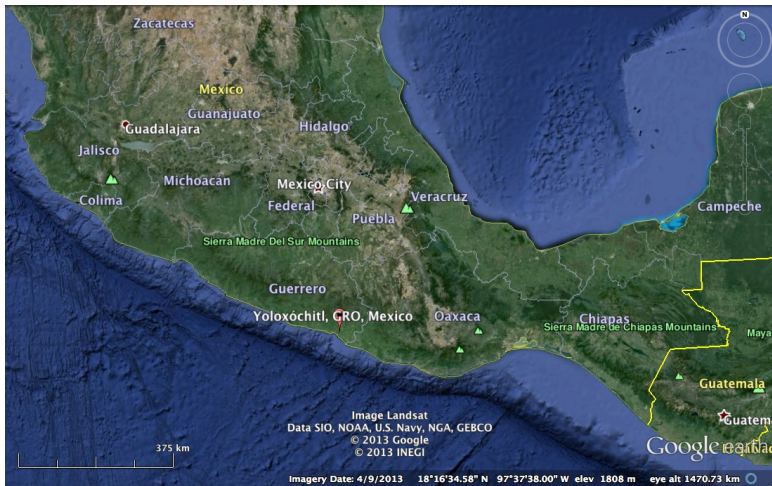 Zacatecas
N
Mexico
Guanajuato
Guadalajara
Hidalgo
Jalisco
Michoacán
Mexico City
Veracruz
Colima
Federal
Puebla
Campeche
Sierra Madre Del Sur Mountains
Guerrero
Yoloxóchitl, GRO, Mexico
Oaxaca
Chiapas
Sierra Madre de Chiapas Mountains
Maya
Guatemala
Guatem
Image Landsat
Data SIO, NOAA, U.S. Navy, NGA, GEBCO
© 2013 Google
© 2013 INEGI
375 km
Google earth
Imagery Date: 4/9/2013 18°16'34.58" N 97°37'38.00" W elev 1808 m eye alt 1470.73 km